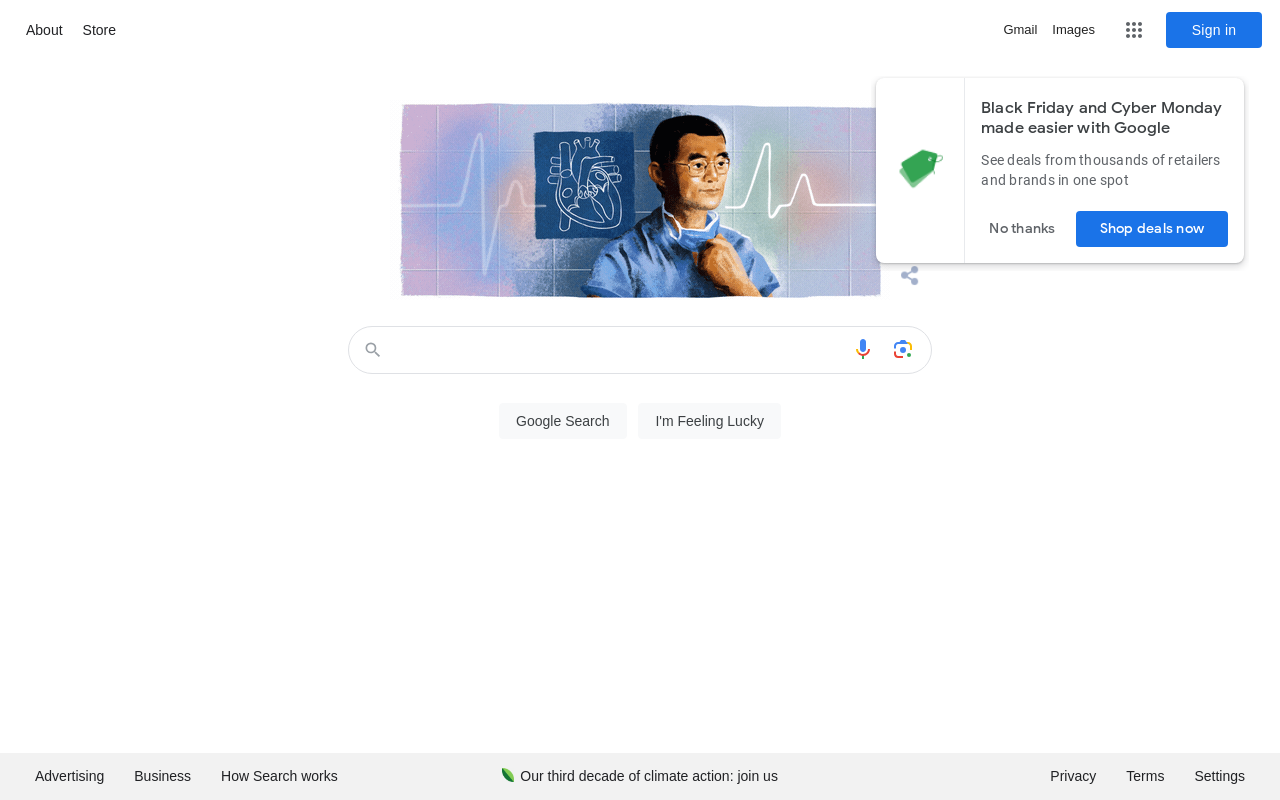 About Store
Gmail Images Sign in
Black Friday and Cyber Monday
made easier with Google
See deals from thousands of retailers
and brands in one spot
No thanks Shop deals now
Google Search I'm Feeling Lucky
Advertising Business How Search works Our third decade of climate action: join us Privacy Terms Settings